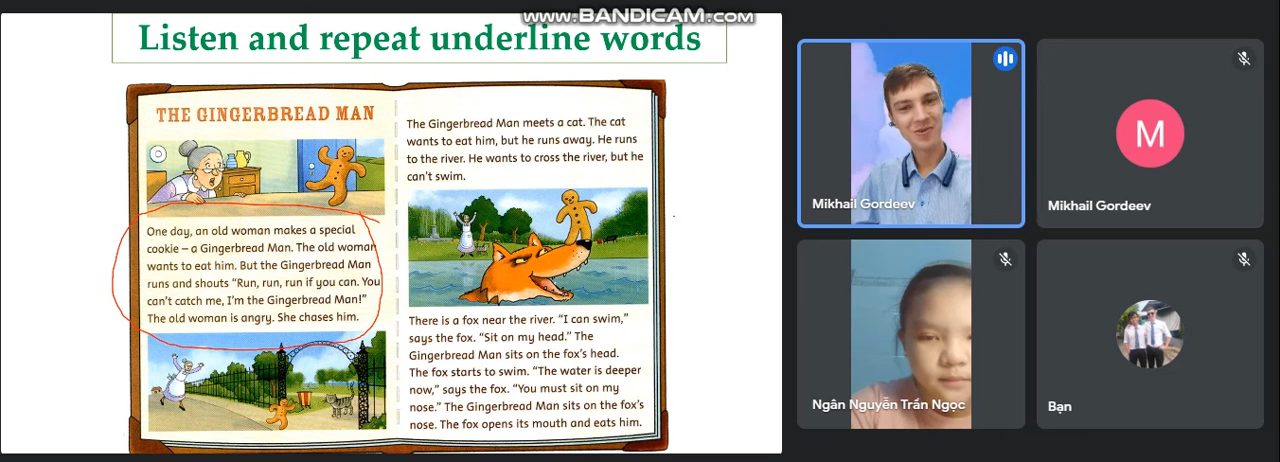 www.BANDICAM.com
Listen and repeat underline words
THE GINGERBREAD MAN
One day, an old woman makes a special
cookie – a Gingerbread Man. The old woman
wants to eat him. But the Gingerbread Man
runs and shouts “Run, run, run if you can. You
can’t catch me, I’m the Gingerbread Man!”
The old woman is angry. She chases him.
The Gingerbread Man meets a cat. The cat
wants to eat him, but he runs away. He runs
to the river. He wants to cross the river, but he
can’t swim.
There is a fox near the river. “I can swim,”
says the fox. “Sit on my head.” The
Gingerbread Man sits on the fox’s head.
The fox starts to swim. “The water is deeper
now,” says the fox. “You must sit on my
nose.” The Gingerbread Man sits on the fox’s
nose. The fox opens its mouth and eats him.
Mikhail Gordeev
M
Mikhail Gordeev
Ngân Nguyễn Trần Ngọc
Bạn